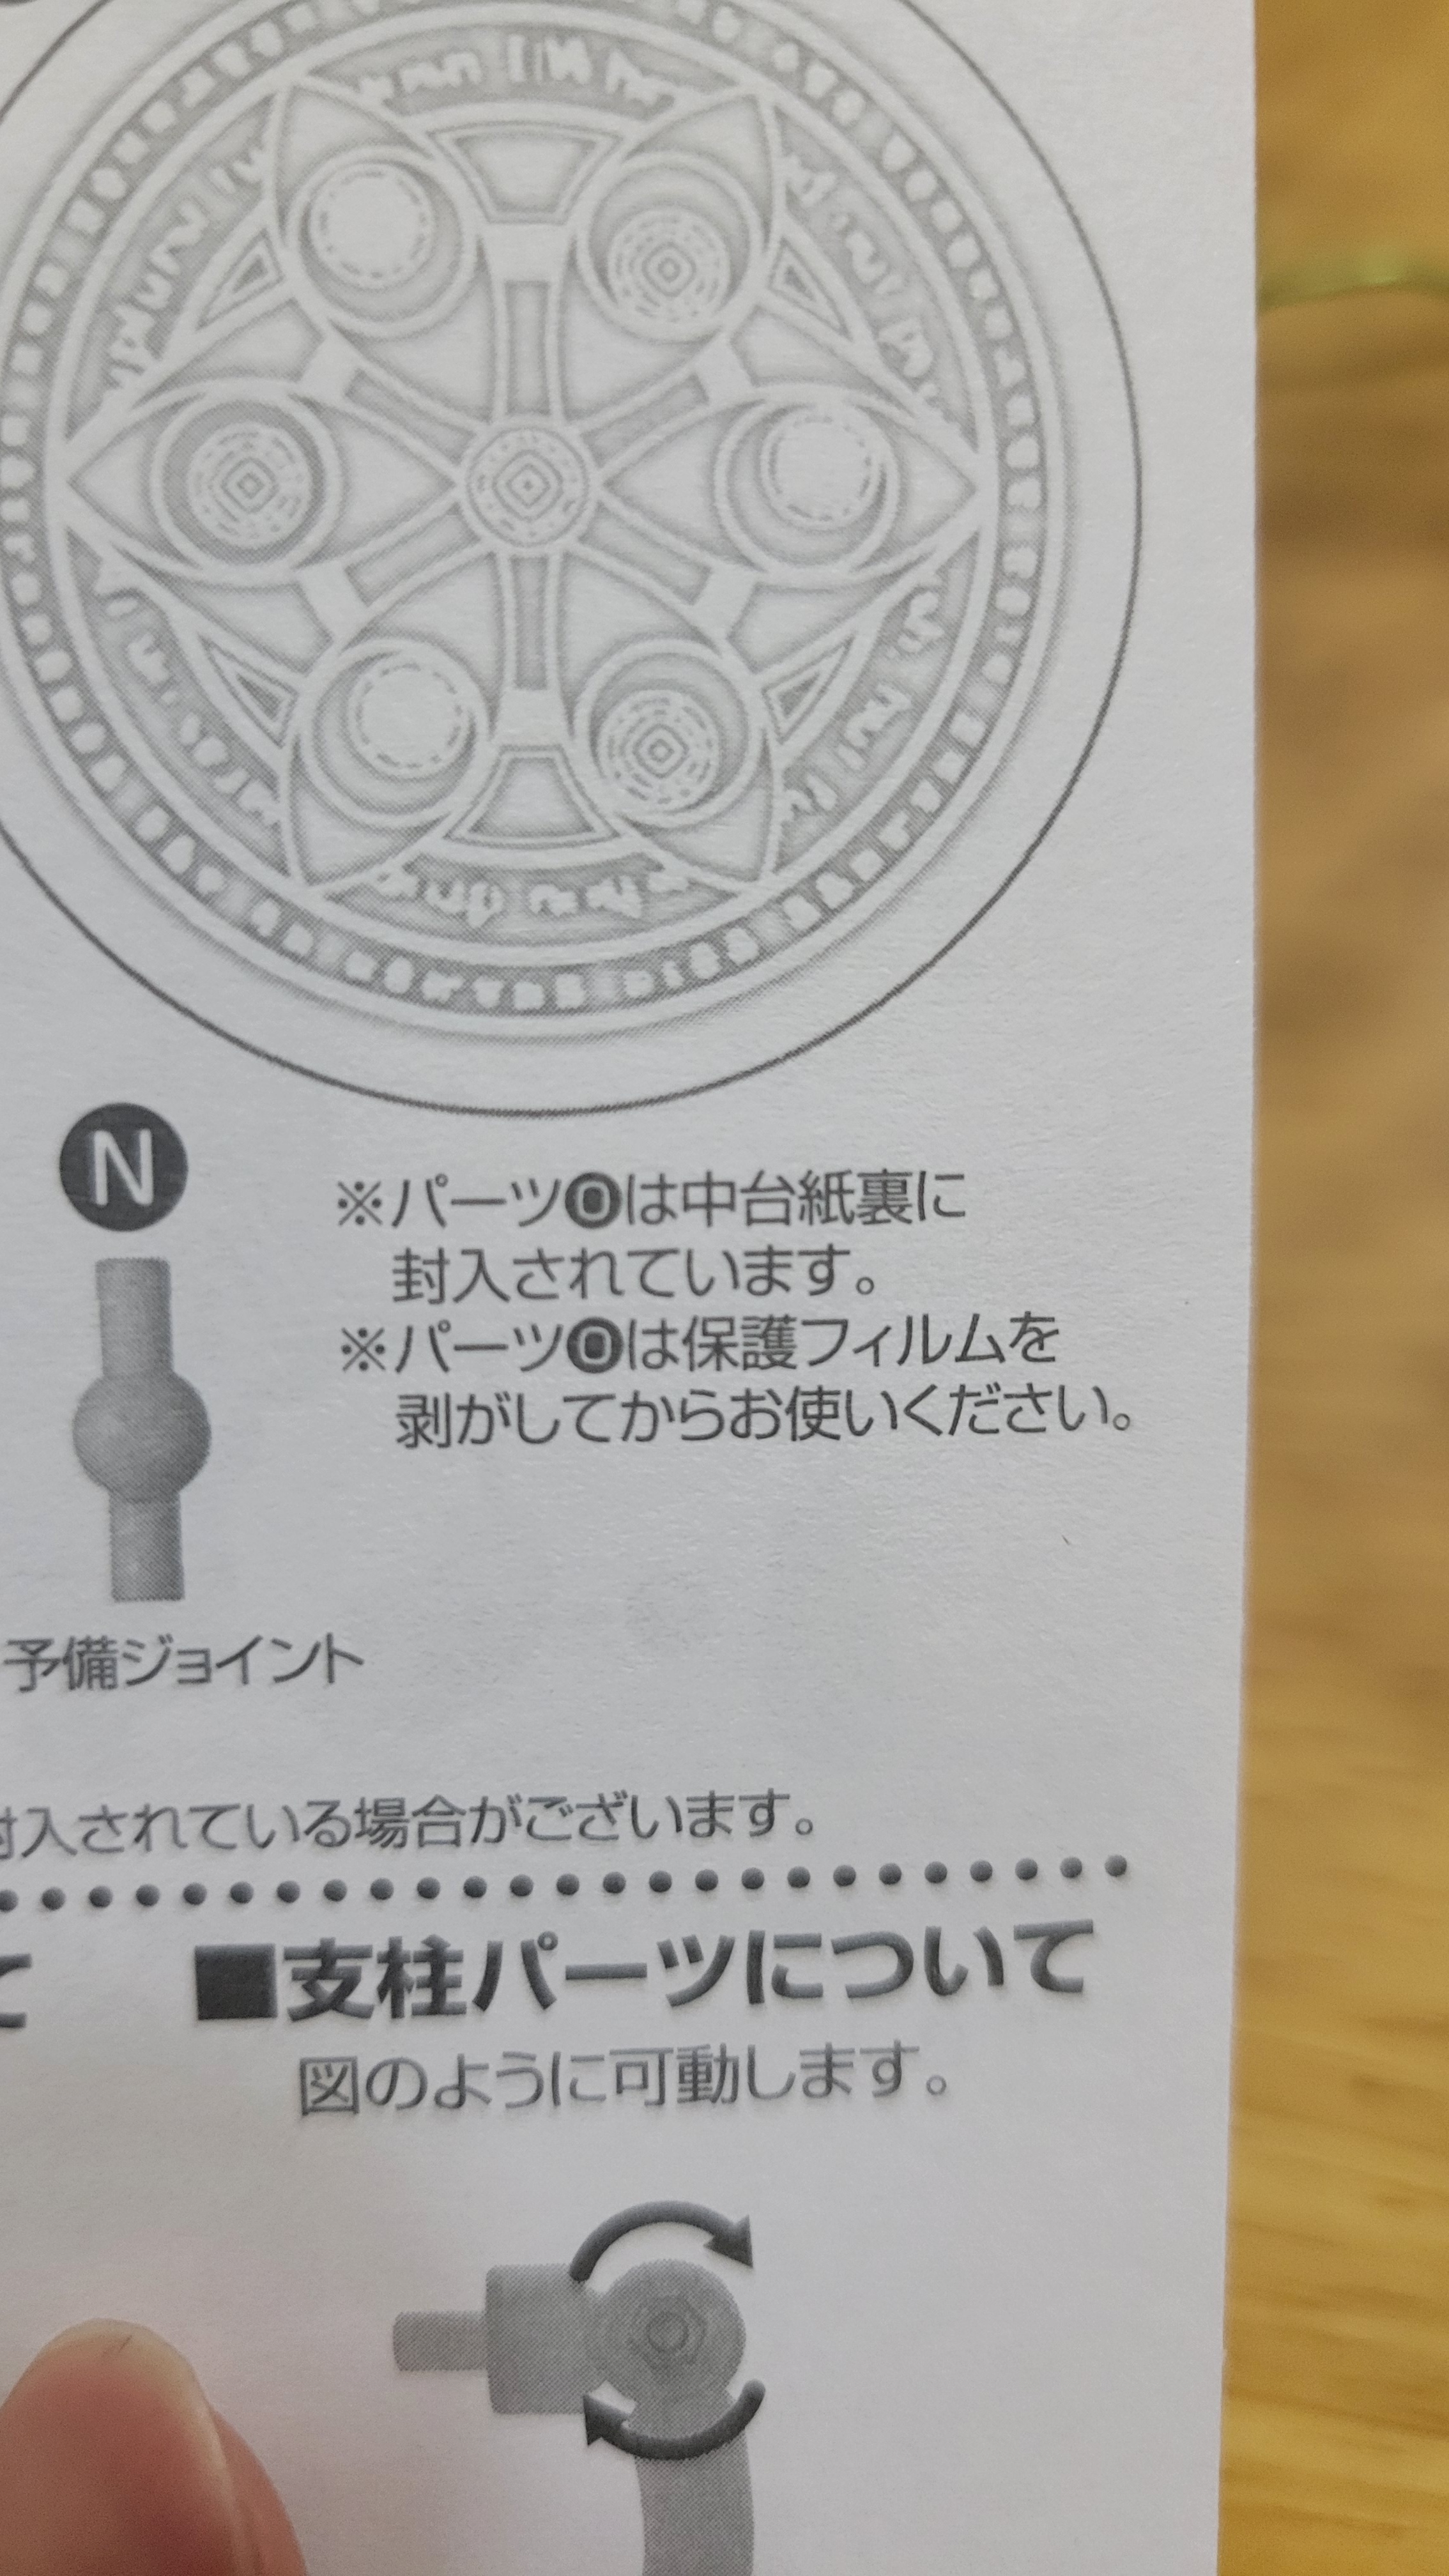 N
※パーツOは中台紙裏に
封入されています。
※パーツOは保護フィルムを
剥がしてからお使いください。
予備ジョイント
封入されている場合がございます。
て
■支柱パーツについて
図のように可動します。